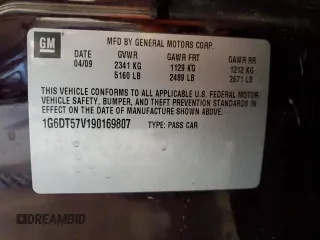 GM
MFD BY GENERAL MOTORS CORP.
DATE GVWR GAWR FRT GAWR RR
04/09 2341 KG 1129 KG 1212 KG
5160 LB 2489 LB 2671 LB
THIS VEHICLE CONFORMS TO ALL APPLICABLE U.S. FEDERAL MOTOR
VEHICLE SAFETY, BUMPER, AND THEFT PREVENTION STANDARDS IN
EFFECT ON THE DATE OF MANUFACTURE SHOWN ABOVE.
1G6DT57V190169807 TYPE: PASS CAR
DREAMBID